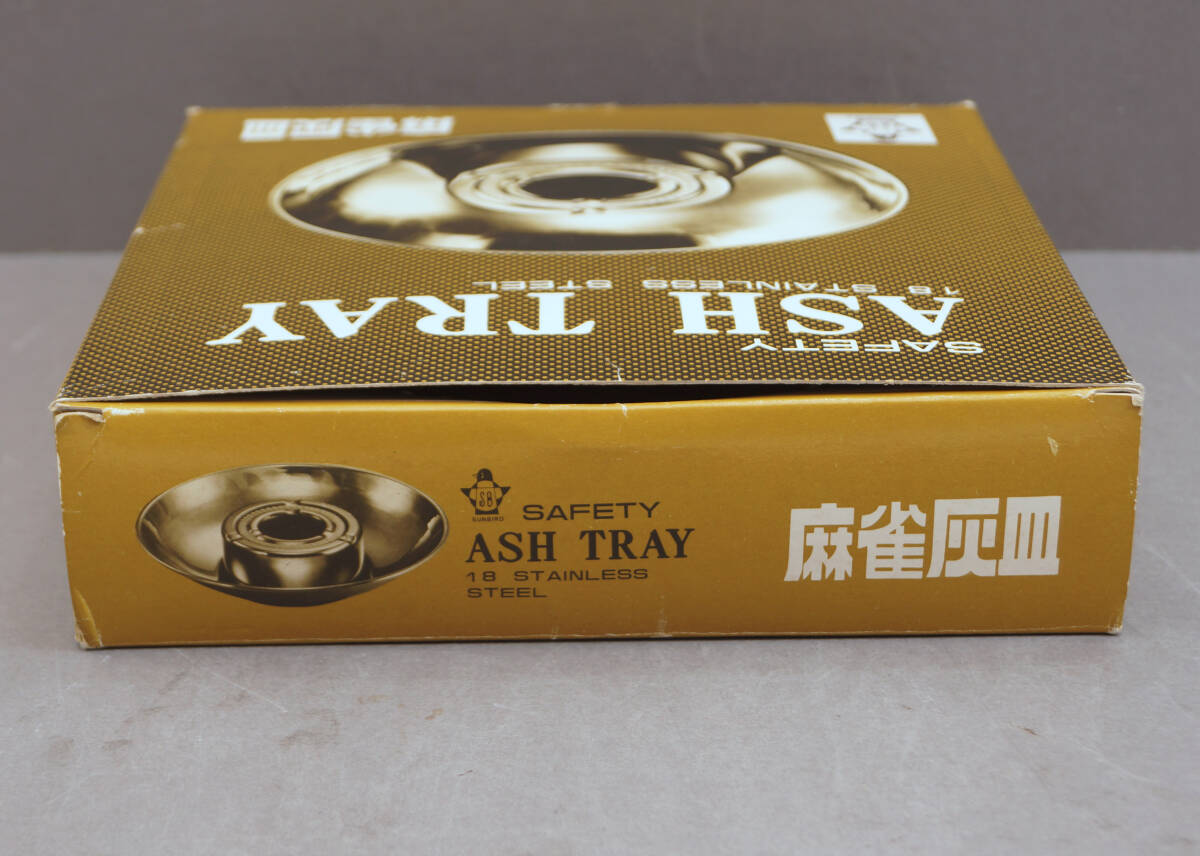 麻雀灰皿
SAFETY
ASH TRAY
18 STAINLESS STEEL
SB
SUNBIRD
SAFETY
ASH TRAY
18 STAINLESS
STEEL
麻雀灰皿